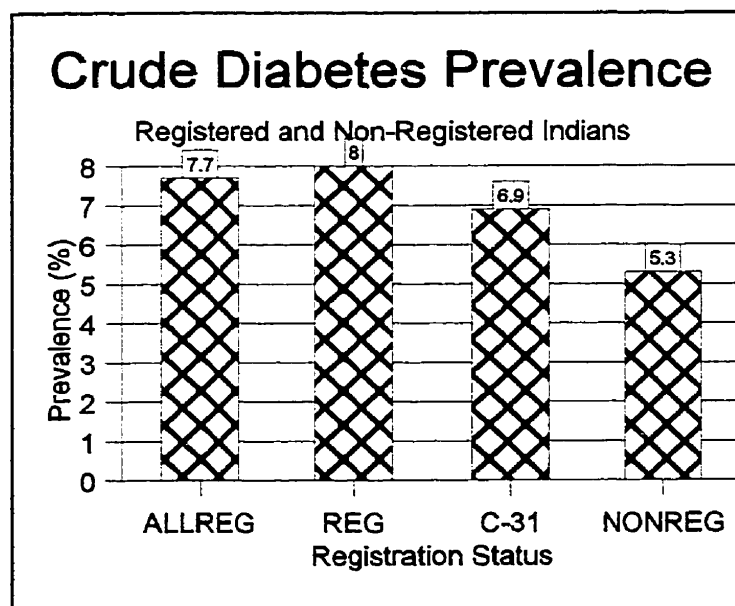 Crude Diabetes Prevalence
Registered and Non-Registered Indians
Prevalence (%)
8
7
6
5
4
3
2
1
0
7.7
8
6.9
5.3
ALLREG REG C-31 NONREG
Registration Status